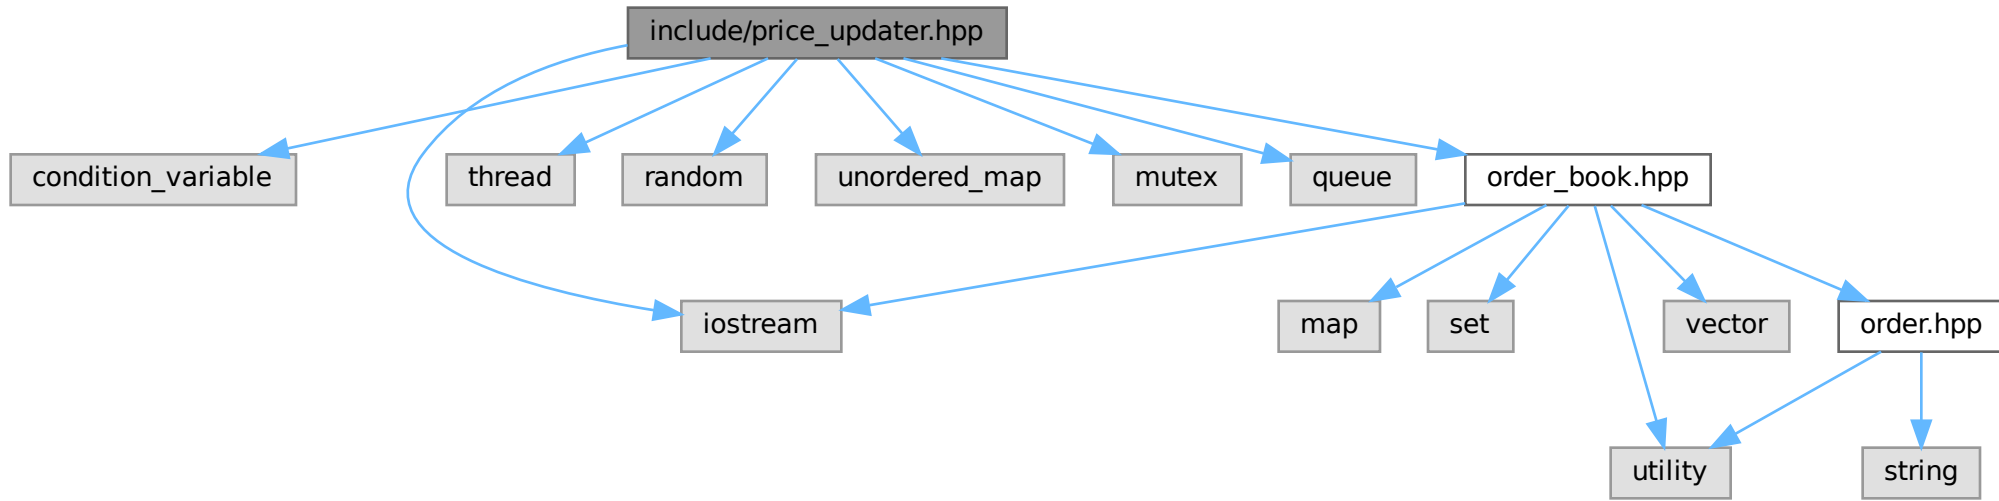 include/price_updater.hpp
condition_variable
thread
random
unordered_map
mutex
queue
order_book.hpp
iostream
map
set
vector
order.hpp
utility
string